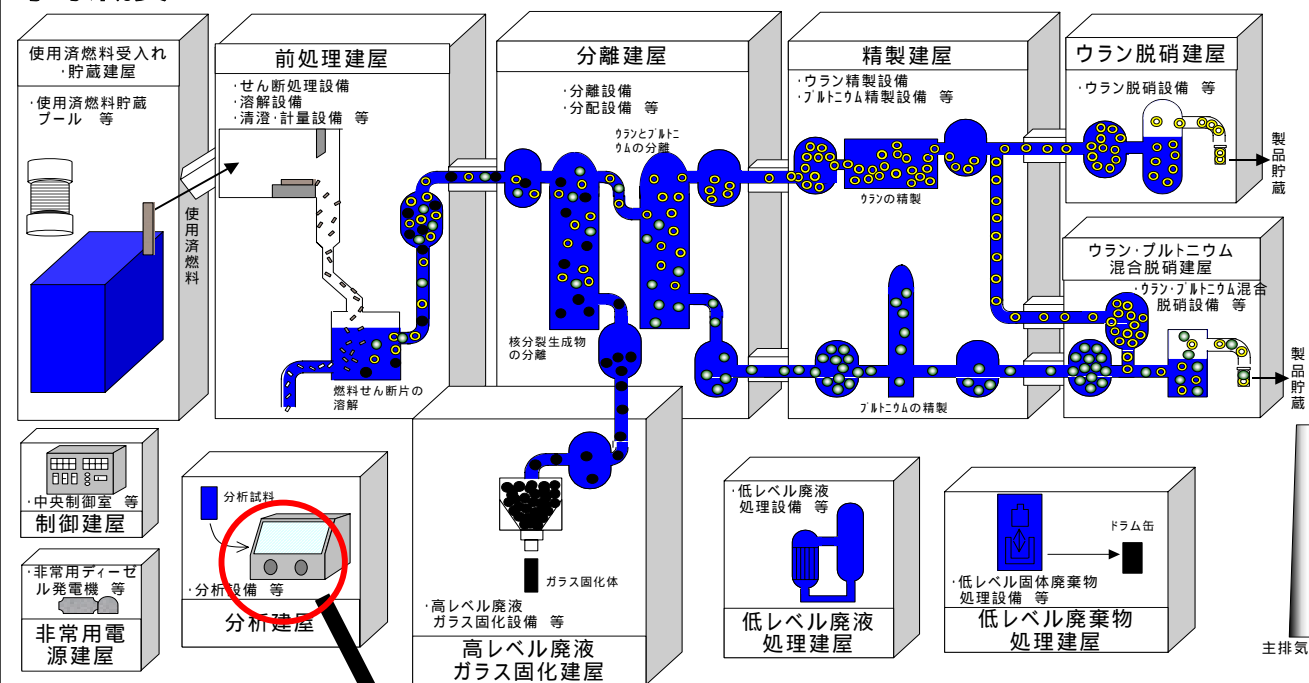 使用済燃料受入れ
・貯蔵建屋
・使用済燃料貯蔵
プール 等
使用済燃料
前処理建屋
・せん断処理設備
・溶解設備
・清澄・計量設備 等
燃料せん断片の
溶解
分離建屋
・分離設備
・分配設備 等
ウランとプルトニ
ウムの分離
核分裂生成物
の分離
精製建屋
・ウラン精製設備
・プルトニウム精製設備 等
ウランの精製
プルトニウムの精製
ウラン脱硝建屋
・ウラン脱硝設備 等
製品貯蔵
ウラン・プルトニウム
混合脱硝建屋
・ウラン・プルトニウム混合
脱硝設備 等
製品貯蔵
・中央制御室 等
制御建屋
・非常用ディーゼ
ル発電機 等
非常用電
源建屋
分析試料
・分析設備 等
分析建屋
ガラス固化体
・高レベル廃液
ガラス固化設備 等
高レベル廃液
ガラス固化建屋
・低レベル廃液
処理設備 等
低レベル廃液
処理建屋
ドラム缶
・低レベル固体廃棄物
処理設備 等
低レベル廃棄物
処理建屋
主排気